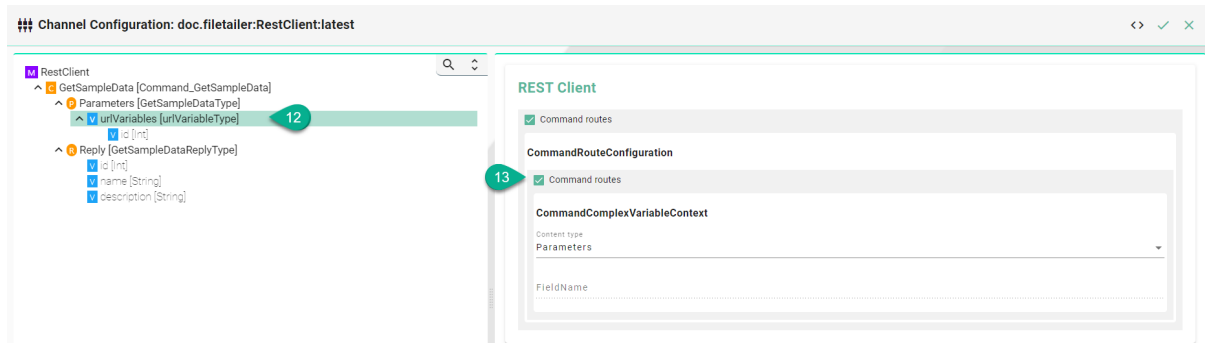 Channel Configuration: doc.filetailer:RestClient:latest
M RestClient
C GetSampleData [Command_GetSampleData]
P Parameters [GetSampleDataType]
V urlVariables [urlVariableType]
12
V id [Int]
R Reply [GetSampleDataReplyType]
V id [Int]
V name [String]
V description [String]
REST Client
Command routes
CommandRouteConfiguration
13
Command routes
CommandComplexVariableContext
Content type
Parameters
FieldName